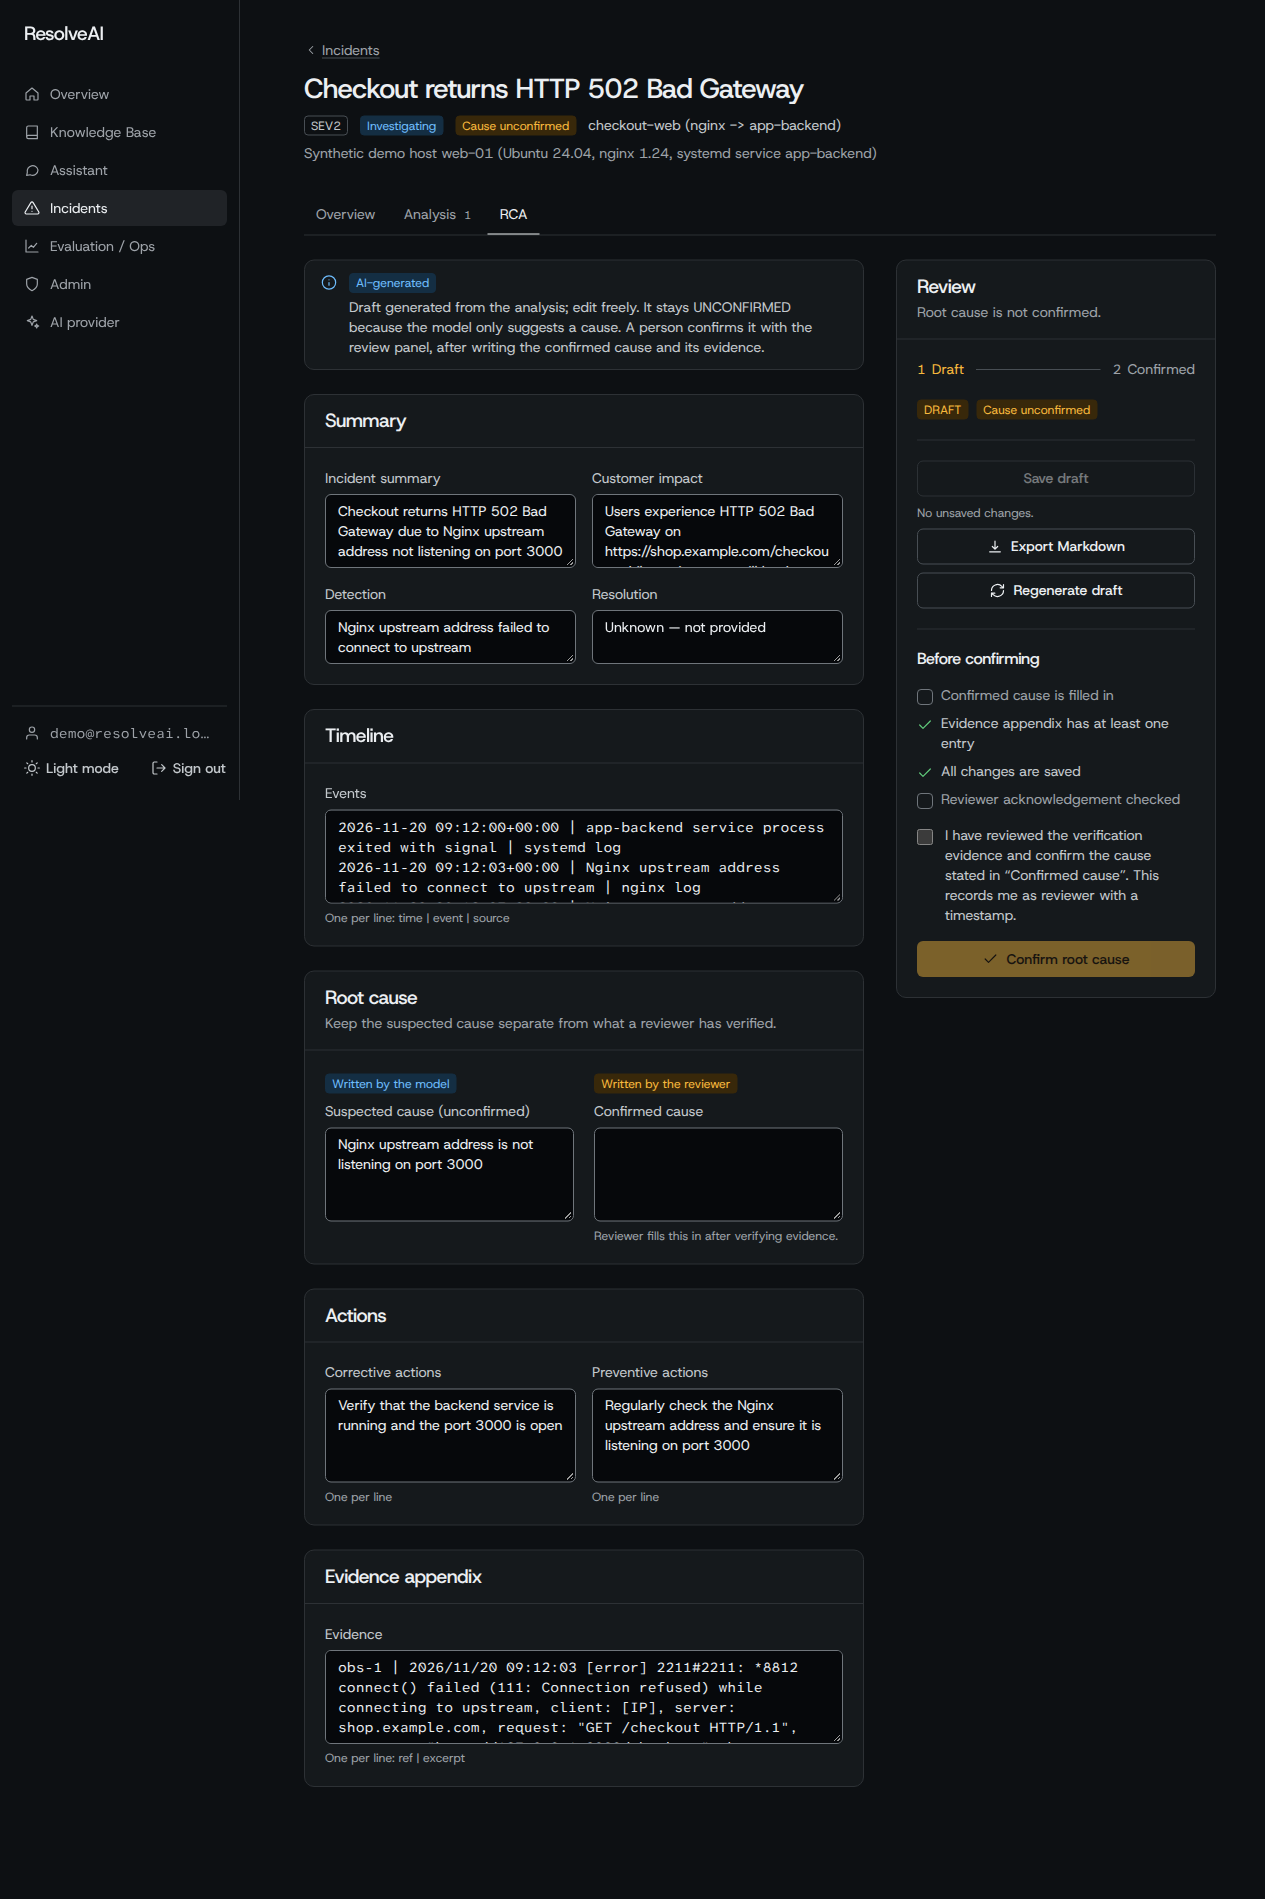 ResolveAI
Overview
Knowledge Base
Assistant
Incidents
Evaluation / Ops
Admin
AI provider
demo@resolveai.lo…
Light mode
Sign out
Incidents
Checkout returns HTTP 502 Bad Gateway
SEV2
Investigating
Cause unconfirmed
checkout-web (nginx -> app-backend)
Synthetic demo host web-01 (Ubuntu 24.04, nginx 1.24, systemd service app-backend)
Overview
Analysis 1
RCA
AI-generated
Draft generated from the analysis; edit freely. It stays UNCONFIRMED
because the model only suggests a cause. A person confirms it with the
review panel, after writing the confirmed cause and its evidence.
Summary
Incident summary
Checkout returns HTTP 502 Bad
Gateway due to Nginx upstream
address not listening on port 3000
Customer impact
Users experience HTTP 502 Bad
Gateway on
https://shop.example.com/checkou
Detection
Nginx upstream address failed to
connect to upstream
Resolution
Unknown — not provided
Timeline
Events
2026-11-20 09:12:00+00:00 | app-backend service process
exited with signal | systemd log
2026-11-20 09:12:03+00:00 | Nginx upstream address
failed to connect to upstream | nginx log
One per line: time | event | source
Root cause
Keep the suspected cause separate from what a reviewer has verified.
Written by the model
Suspected cause (unconfirmed)
Nginx upstream address is not
listening on port 3000
Written by the reviewer
Confirmed cause
Reviewer fills this in after verifying evidence.
Actions
Corrective actions
Verify that the backend service is
running and the port 3000 is open
One per line
Preventive actions
Regularly check the Nginx
upstream address and ensure it is
listening on port 3000
One per line
Evidence appendix
Evidence
obs-1 | 2026/11/20 09:12:03 [error] 2211#2211: *8812
connect() failed (111: Connection refused) while
connecting to upstream, client: [IP], server:
shop.example.com, request: "GET /checkout HTTP/1.1",
One per line: ref | excerpt
Review
Root cause is not confirmed.
1 Draft
2 Confirmed
DRAFT
Cause unconfirmed
Save draft
No unsaved changes.
Export Markdown
Regenerate draft
Before confirming
Confirmed cause is filled in
Evidence appendix has at least one
entry
All changes are saved
Reviewer acknowledgement checked
I have reviewed the verification
evidence and confirm the cause
stated in “Confirmed cause”. This
records me as reviewer with a
timestamp.
Confirm root cause